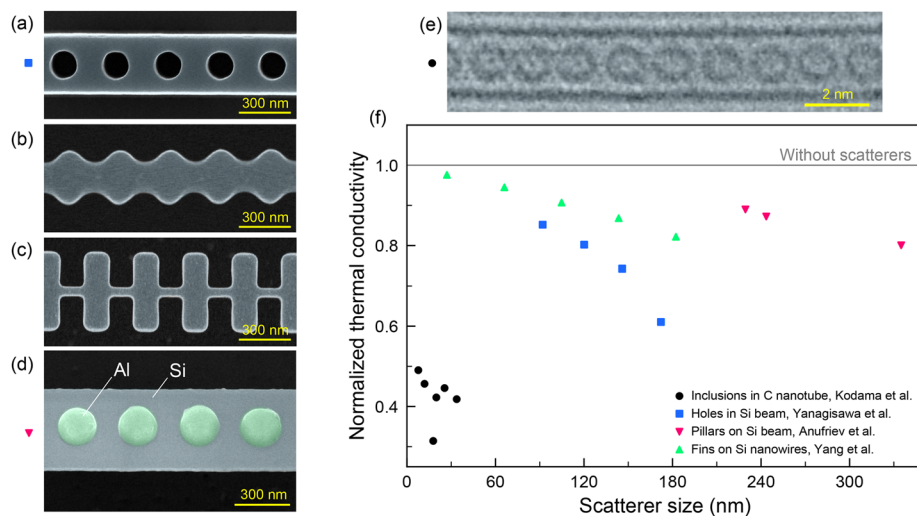 (a)
300 nm
(b)
300 nm
(c)
300 nm
(d)
Al
Si
300 nm
(e)
2 nm
(f)
Normalized thermal conductivity
1.0
0.8
0.6
0.4
Without scatterers
Inclusions in C nanotube, Kodama et al.
Holes in Si beam, Yanagisawa et al.
Pillars on Si beam, Anufriev et al.
Fins on Si nanowires, Yang et al.
0 60 120 180 240 300
Scatterer size (nm)